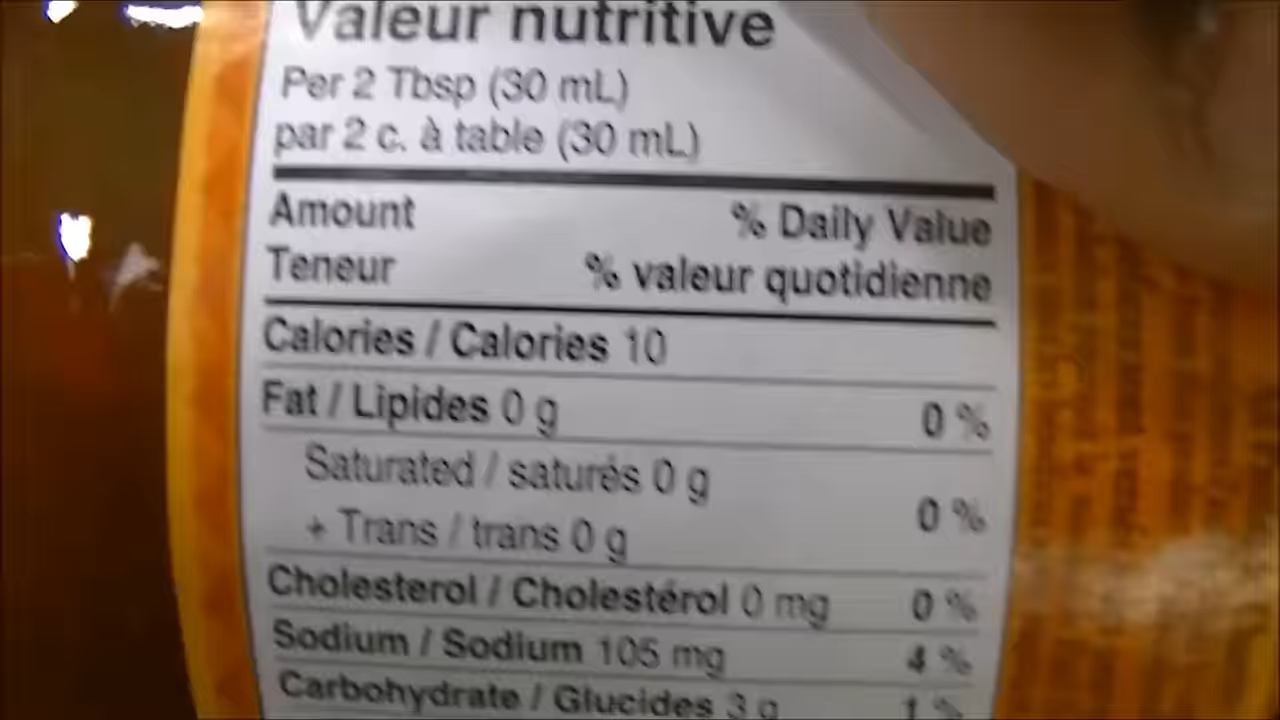 Valeur nutritive
Per 2 Tbsp (30 mL)
par 2 c. à table (30 mL)
Amount % Daily Value
Teneur % valeur quotidienne
Calories / Calories 10
Fat / Lipides 0 g 0 %
Saturated / saturés 0 g
+ Trans / trans 0 g 0 %
Cholesterol / Cholestérol 0 mg 0 %
Sodium / Sodium 105 mg 4 %
Carbohydrate / Glucides 3 g 1 %